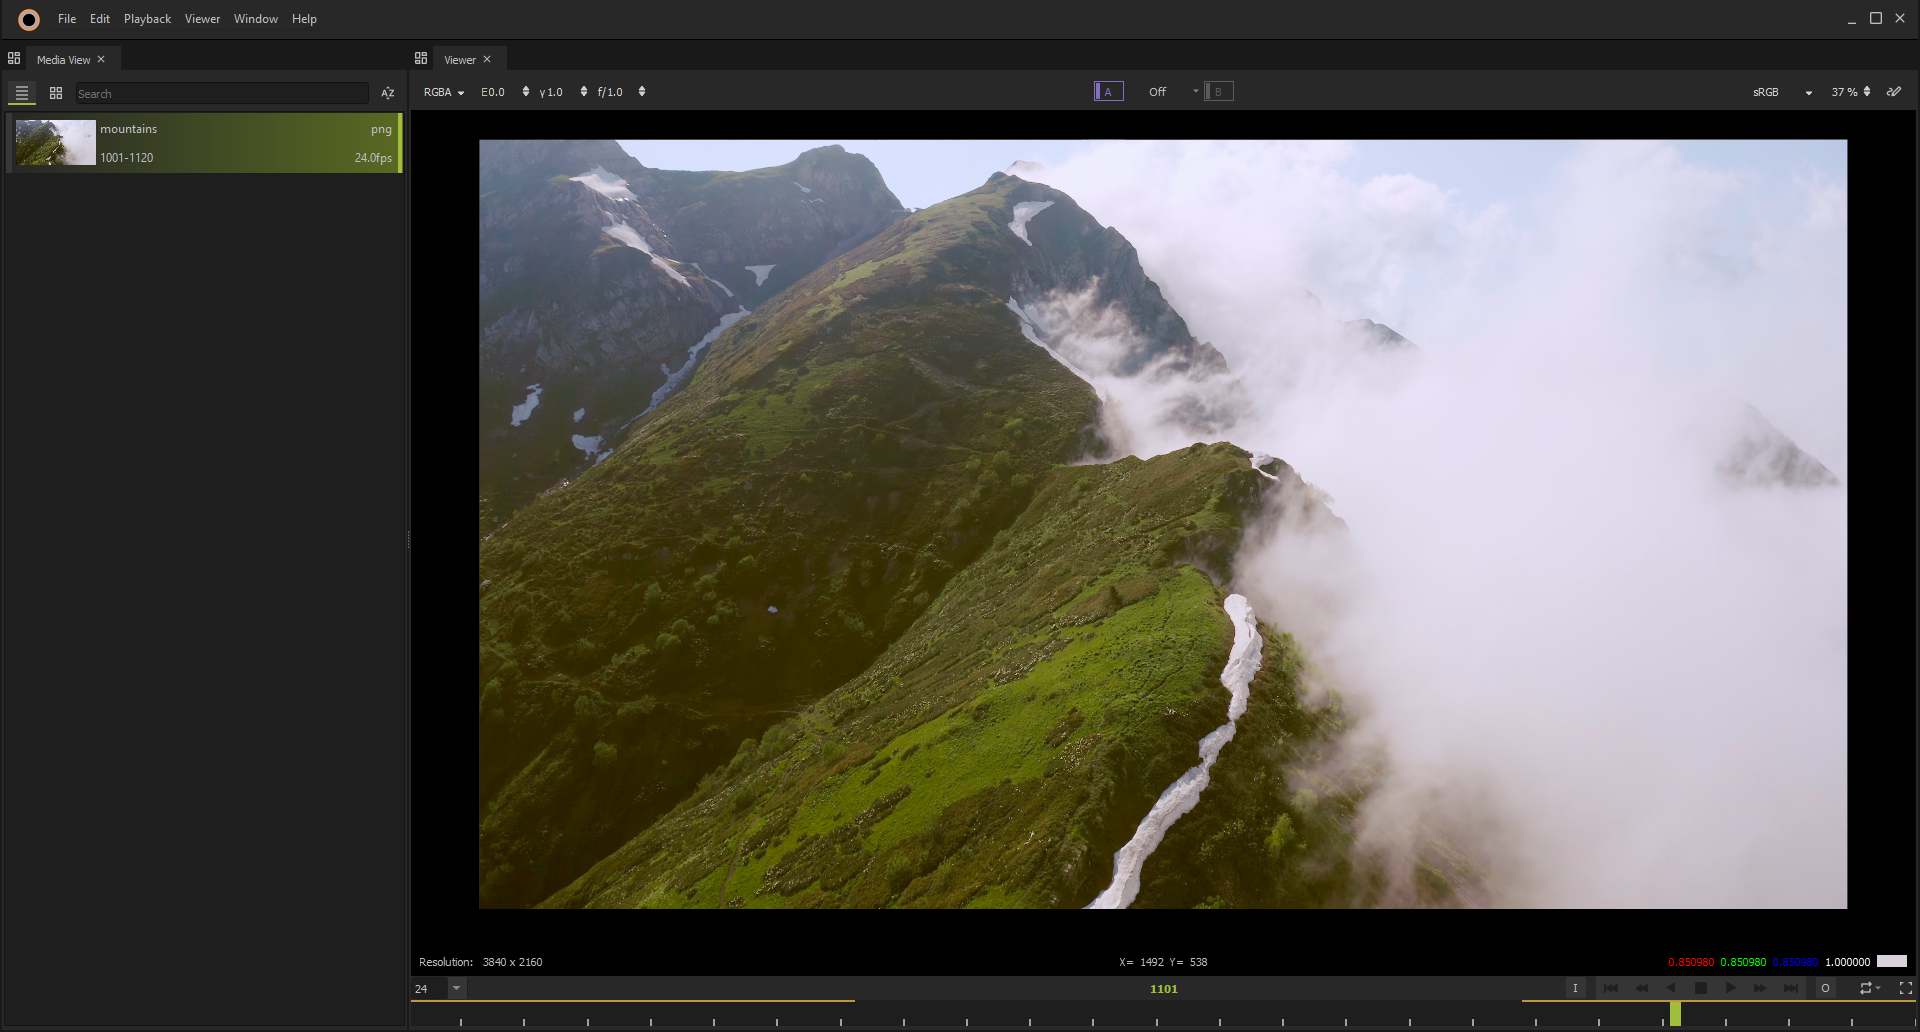 File Edit Playback Viewer Window Help
Media View
Viewer
Search
AZ
RGBA E0.0 γ 1.0 f/1.0 A Off B sRGB 37 %
mountains png
1001-1120 24.0fps
Resolution: 3840 x 2160 X= 1492 Y= 538 0.850980 0.850980 0.850980 1.000000
24 1101 I O